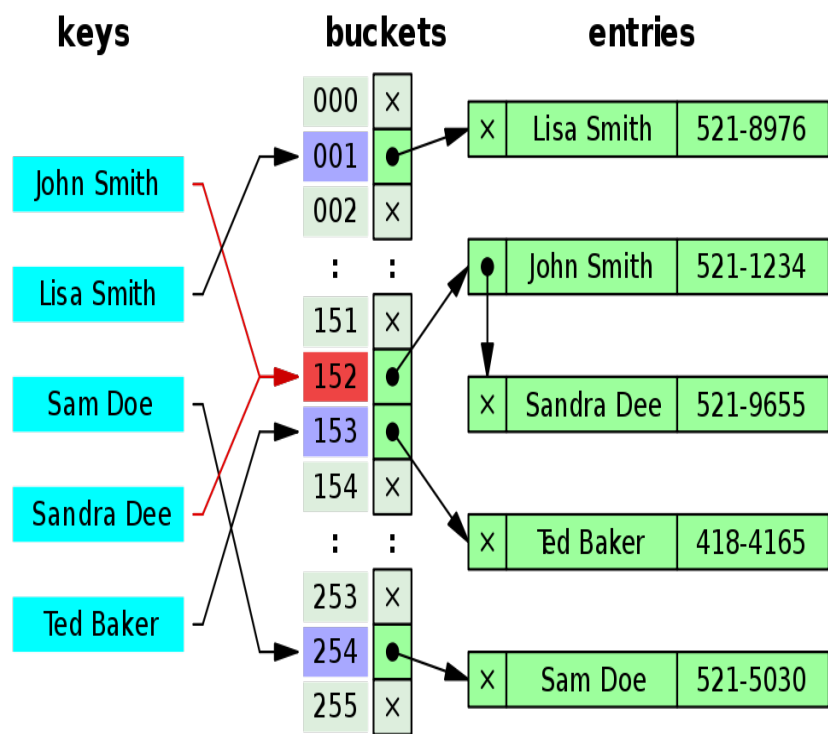 keys buckets entries
000 ×
× Lisa Smith 521-8976
001
John Smith
002 ×
: :
Lisa Smith
John Smith 521-1234
151 ×
152
Sam Doe
× Sandra Dee 521-9655
153
154 ×
Sandra Dee
: :
× Ted Baker 418-4165
253 ×
Ted Baker
254
× Sam Doe 521-5030
255 ×